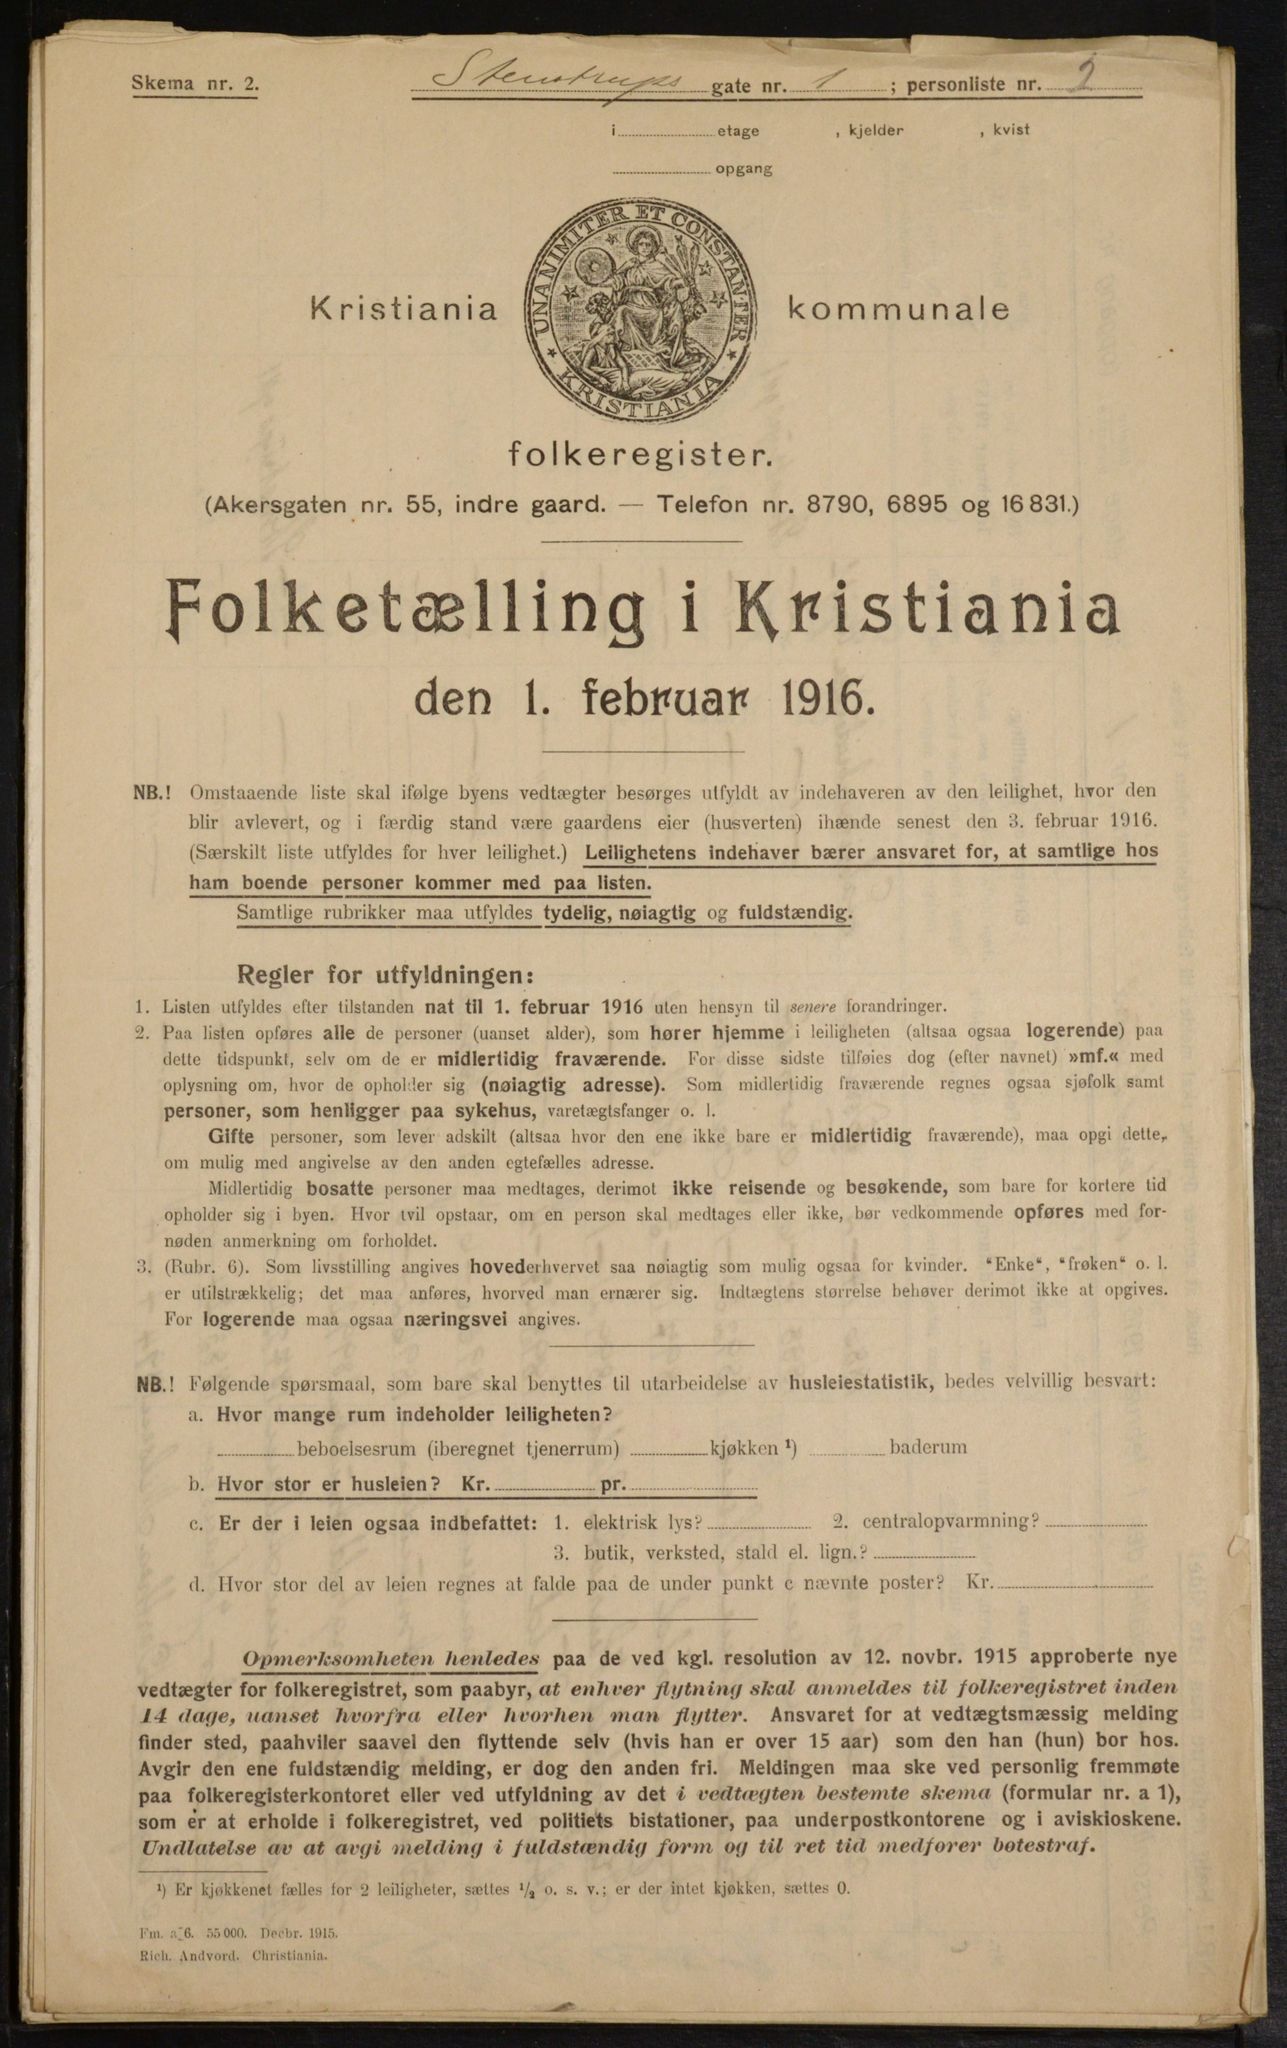 Skema nr. 2.
Stenstrups gate nr. 1 ; personliste nr. 2
i etage , kjelder , kvist
opgang
UNANIMITER ET CONSTANTER
KRISTIANIA
Kristiania kommunale
folkeregister.
(Akersgaten nr. 55, indre gaard. — Telefon nr. 8790, 6895 og 16 831.)
Folketælling i Kristiania
den 1. februar 1916.
NB.! Omstaaende liste skal ifølge byens vedtægter besørges utfyldt av indehaveren av den leilighet, hvor den
blir avlevert, og i færdig stand være gaardens eier (husverten) ihænde senest den 3. februar 1916.
(Særskilt liste utfyldes for hver leilighet.) Leilighetens indehaver bærer ansvaret for, at samtlige hos
ham boende personer kommer med paa listen.
Samtlige rubrikker maa utfyldes tydelig, nøiagtig og fuldstændig.
Regler for utfyldningen:
1. Listen utfyldes efter tilstanden nat til 1. februar 1916 uten hensyn til senere forandringer.
2. Paa listen opføres alle de personer (uanset alder), som hører hjemme i leiligheten (altsaa ogsaa logerende) paa
dette tidspunkt, selv om de er midlertidig fraværende. For disse sidste tilføies dog (efter navnet) »mf.« med
oplysning om, hvor de opholder sig (nøiagtig adresse). Som midlertidig fraværende regnes ogsaa sjøfolk samt
personer, som henligger paa sykehus, varetægtsfanger o. l.
Gifte personer, som lever adskilt (altsaa hvor den ene ikke bare er midlertidig fraværende), maa opgi dette,
om mulig med angivelse av den anden egtefælles adresse.
Midlertidig bosatte personer maa medtages, derimot ikke reisende og besøkende, som bare for kortere tid
opholder sig i byen. Hvor tvil opstaar, om en person skal medtages eller ikke, bør vedkommende opføres med for-
nøden anmerkning om forholdet.
3. (Rubr. 6). Som livsstilling angives hovederhvervet saa nøiagtig som mulig ogsaa for kvinder. "Enke", "frøken" o. l.
er utilstrækkelig; det maa anføres, hvorved man ernærer sig. Indtægtens størrelse behøver derimot ikke at opgives.
For logerende maa ogsaa næringsvei angives.
NB.! Følgende spørsmaal, som bare skal benyttes til utarbeidelse av husleiestatistik, bedes velvillig besvart:
a. Hvor mange rum indeholder leiligheten?
beboelsesrum (iberegnet tjenerrum) kjøkken ¹) baderum
b. Hvor stor er husleien? Kr. pr.
c. Er der i leien ogsaa indbefattet: 1. elektrisk lys? 2. centralopvarmning?
3. butik, verksted, stald el. lign.?
d. Hvor stor del av leien regnes at falde paa de under punkt c nævnte poster? Kr.
Opmerksomheten henledes paa de ved kgl. resolution av 12. novbr. 1915 approberte nye
vedtægter for folkeregistret, som paabyr, at enhver flytning skal anmeldes til folkeregistret inden
14 dage, uanset hvorfra eller hvorhen man flytter. Ansvaret for at vedtægtsmæssig melding
finder sted, paahviler saavel den flyttende selv (hvis han er over 15 aar) som den han (hun) bor hos.
Avgir den ene fuldstændig melding, er dog den anden fri. Meldingen maa ske ved personlig fremmøte
paa folkeregisterkontoret eller ved utfyldning av det i vedtægten bestemte skema (formular nr. a 1),
som er at erholde i folkeregistret, ved politiets bistationer, paa underpostkontorene og i aviskioskene.
Undlatelse av at avgi melding i fuldstændig form og til ret tid medfører bøtestraf.
¹) Er kjøkkenet fælles for 2 leiligheter, sættes ½ o. s. v.; er der intet kjøkken, sættes 0.
Fm. a-6. 55 000. Decbr. 1915.
Rich. Andvord. Christiania.